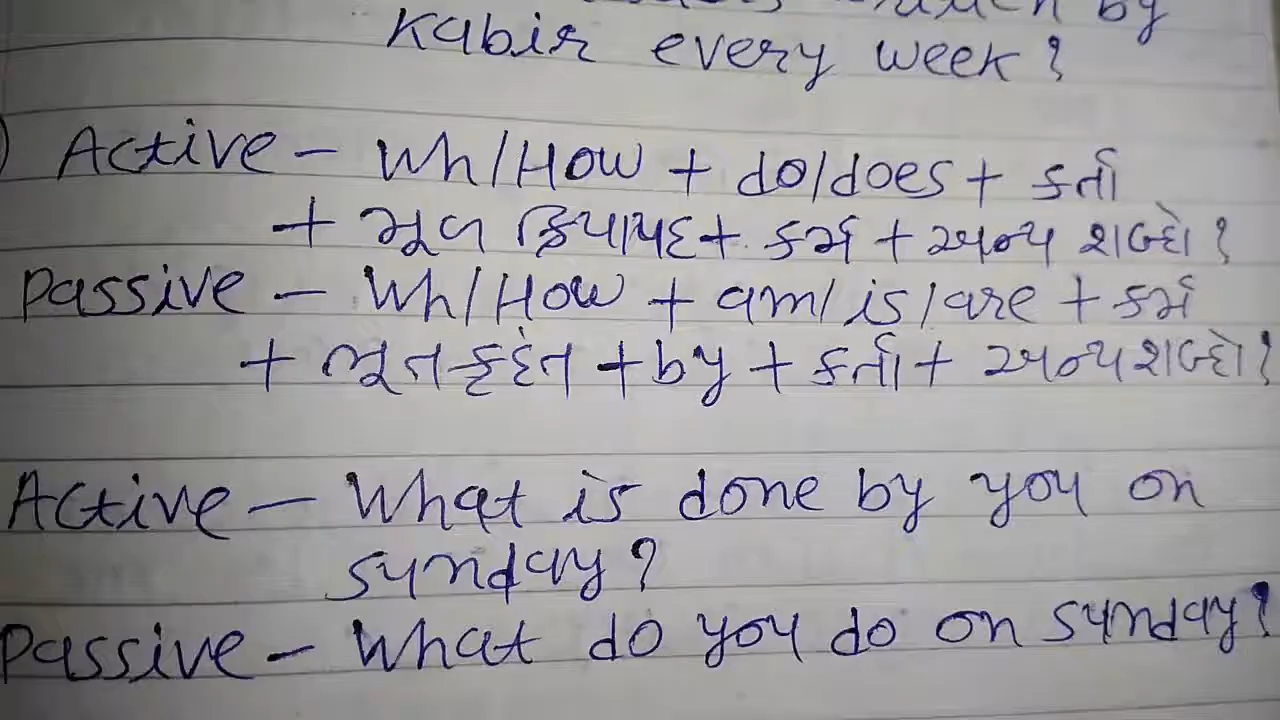 by
Kabir every week?
) Active - Wh/How + do/does + કર્તા
+ મૂળ ક્રિયાપદ + કર્મ + અન્ય શબ્દો?
Passive - Wh/How + am/is/are + કર્મ
+ ભૂતકૃદંત + by + કર્તા + અન્ય શબ્દો?
Active - What is done by you on
sunday?
Passive - What do you do on sunday?